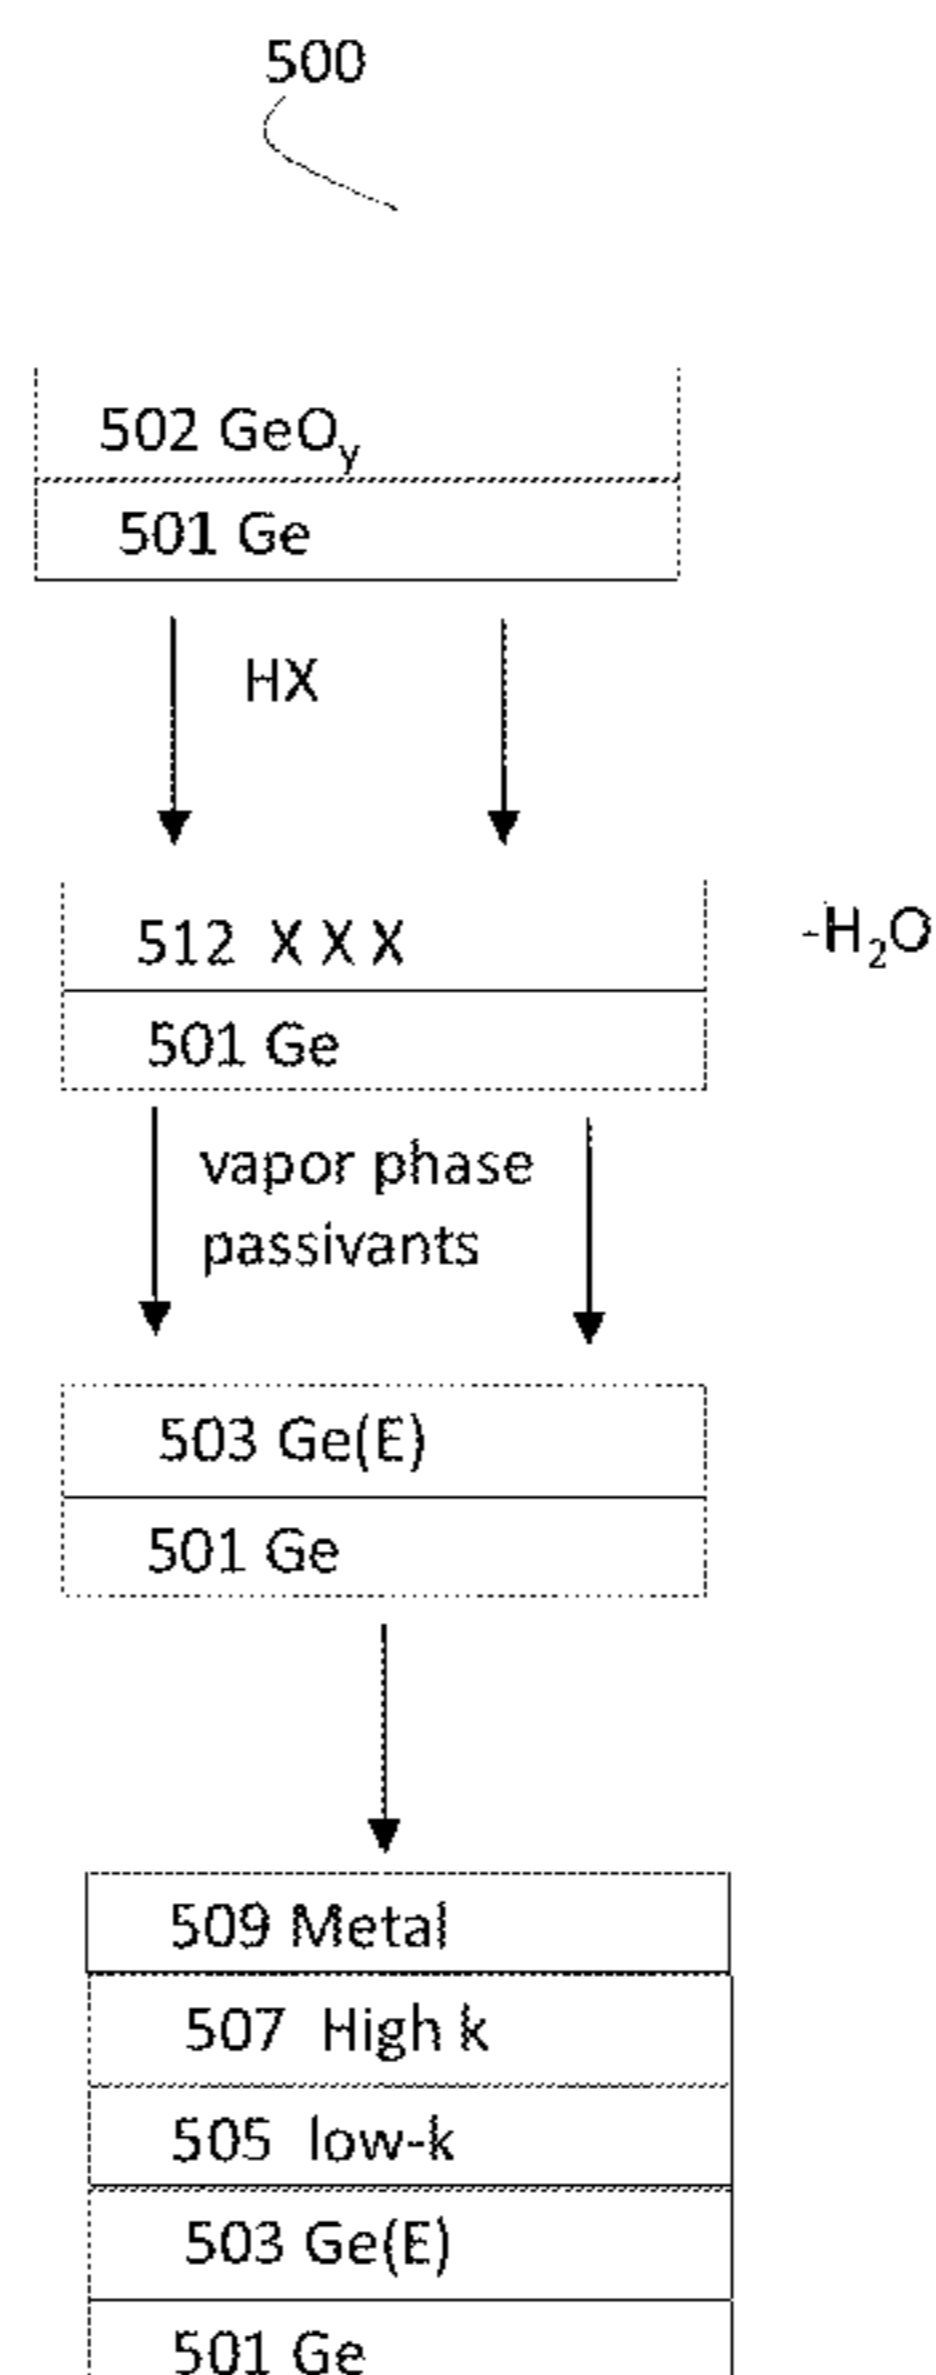 500
502 GeOy
501 Ge
HX
512 X X X
-H2O
501 Ge
vapor phase
passivants
503 Ge(E)
501 Ge
509 Metal
507 High k
505 low-k
503 Ge(E)
501 Ge